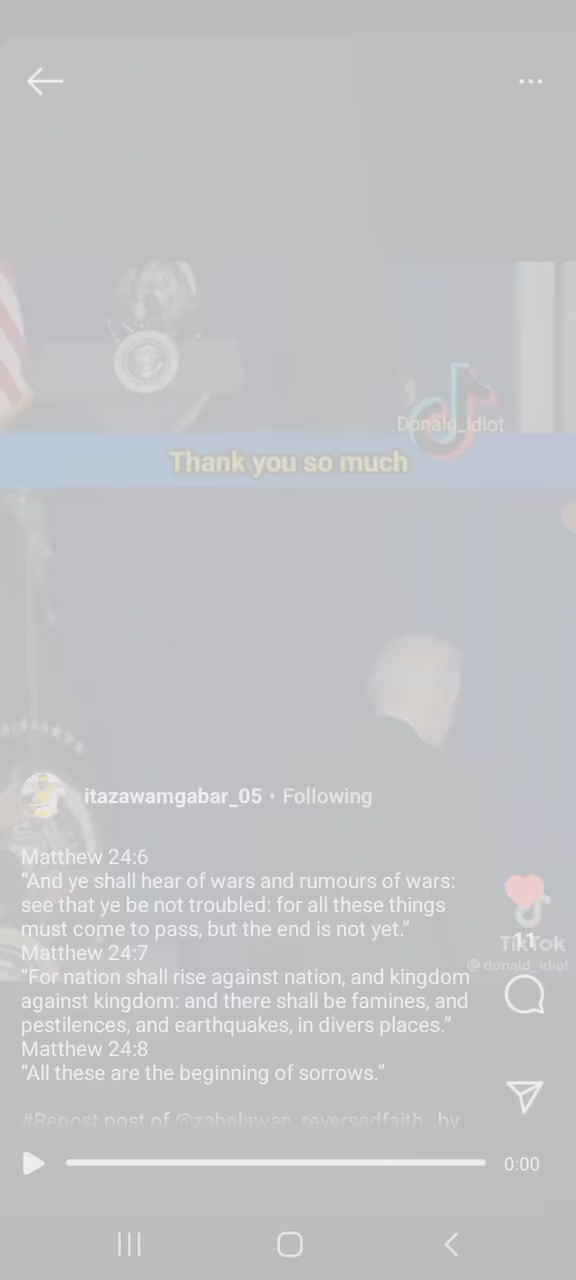 Donald_idiot
Thank you so much
itazawamgabar_05 • Following
Matthew 24:6
“And ye shall hear of wars and rumours of wars:
see that ye be not troubled: for all these things
must come to pass, but the end is not yet.”
Matthew 24:7
“For nation shall rise against nation, and kingdom
against kingdom: and there shall be famines, and
pestilences, and earthquakes, in divers places.”
Matthew 24:8
“All these are the beginning of sorrows.”
#Repost post of @zabalawan_reversedfaith by
11
TikTok
@donald_idiot
0:00